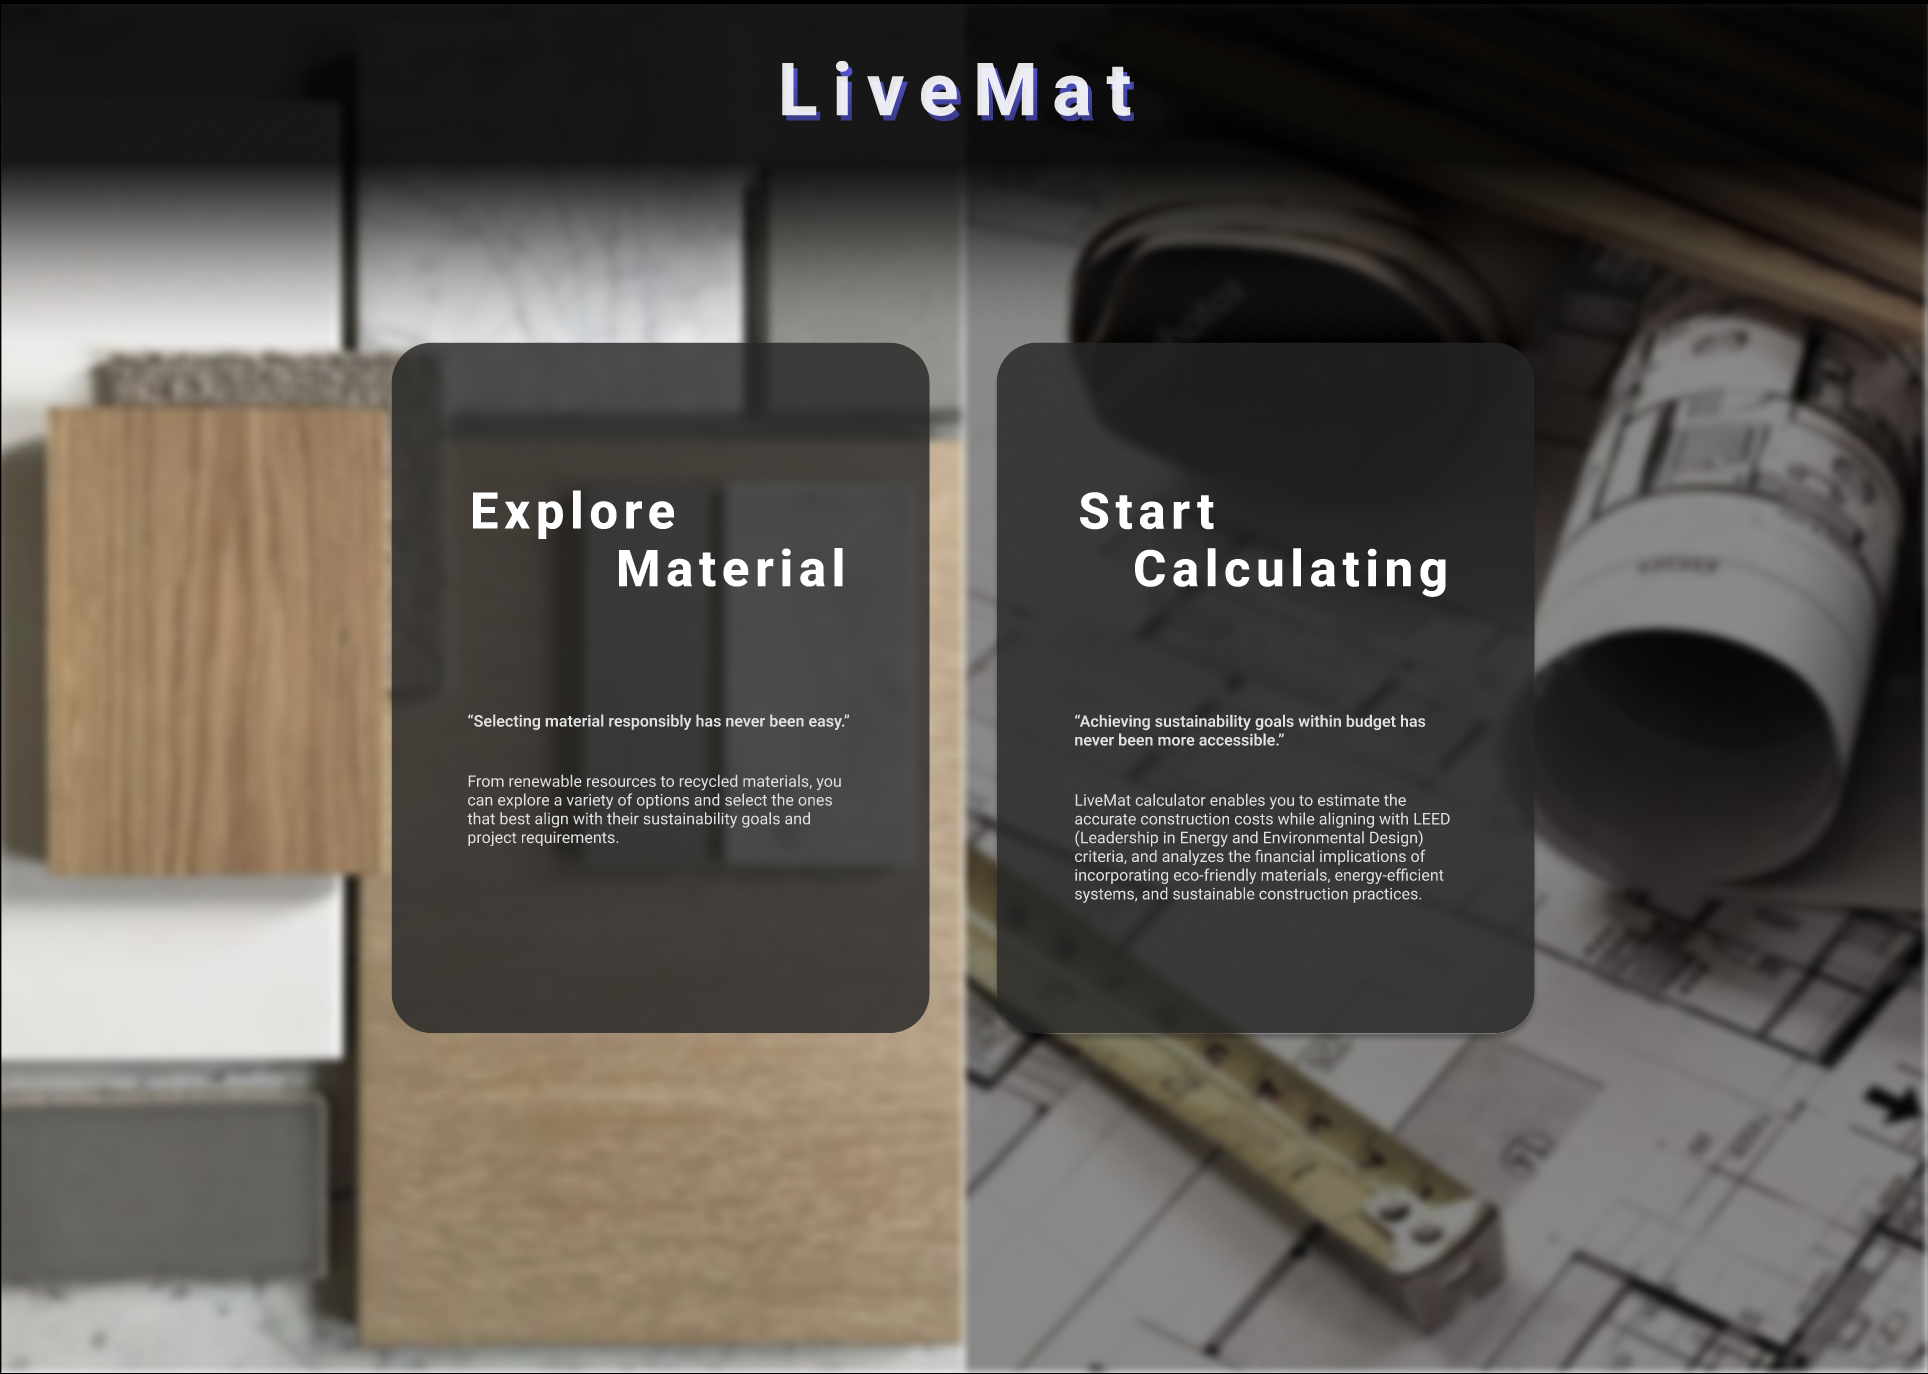 LiveMat
Explore
Material
“Selecting material responsibly has never been easy.”
From renewable resources to recycled materials, you
can explore a variety of options and select the ones
that best align with their sustainability goals and
project requirements.
Start
Calculating
“Achieving sustainability goals within budget has
never been more accessible.”
LiveMat calculator enables you to estimate the
accurate construction costs while aligning with LEED
(Leadership in Energy and Environmental Design)
criteria, and analyzes the financial implications of
incorporating eco-friendly materials, energy-efficient
systems, and sustainable construction practices.